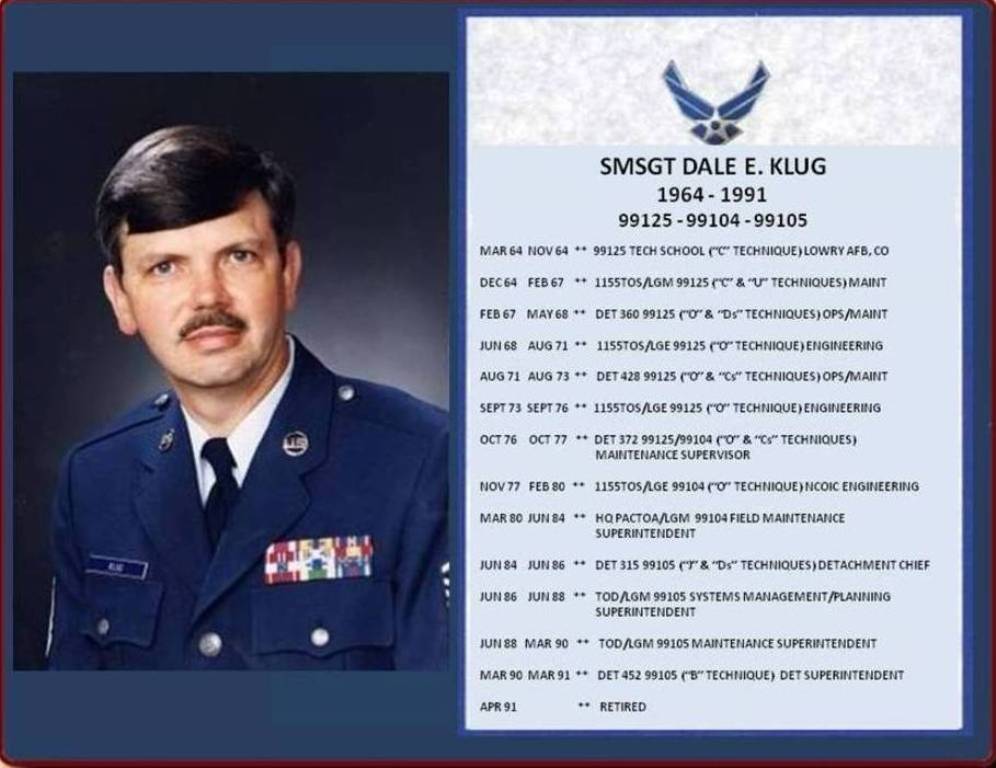 SMSGT DALE E. KLUG
1964 - 1991
99125 - 99104 - 99105
MAR 64 NOV 64 ** 99125 TECH SCHOOL ("C" TECHNIQUE) LOWRY AFB, CO
DEC 64 FEB 67 ** 1155TOS/LGM 99125 ("C" & "U" TECHNIQUES) MAINT
FEB 67 MAY 68 ** DET 360 99125 ("O" & "Ds" TECHNIQUES) OPS/MAINT
JUN 68 AUG 71 ** 1155TOS/LGE 99125 ("O" TECHNIQUE) ENGINEERING
AUG 71 AUG 73 ** DET 428 99125 ("O" & "Cs" TECHNIQUES) OPS/MAINT
SEPT 73 SEPT 76 ** 1155TOS/LGE 99125 ("O" TECHNIQUE) ENGINEERING
OCT 76 OCT 77 ** DET 372 99125/99104 ("O" & "Cs" TECHNIQUES)
MAINTENANCE SUPERVISOR
NOV 77 FEB 80 ** 1155TOS/LGE 99104 ("O" TECHNIQUE) NCOIC ENGINEERING
MAR 80 JUN 84 ** HQ PACTOA/LGM 99104 FIELD MAINTENANCE
SUPERINTENDENT
JUN 84 JUN 86 ** DET 315 99105 ("J" & "Ds" TECHNIQUES) DETACHMENT CHIEF
JUN 86 JUN 88 ** TOD/LGM 99105 SYSTEMS MANAGEMENT/PLANNING
SUPERINTENDENT
JUN 88 MAR 90 ** TOD/LGM 99105 MAINTENANCE SUPERINTENDENT
MAR 90 MAR 91 ** DET 452 99105 ("B" TECHNIQUE) DET SUPERINTENDENT
APR 91 ** RETIRED
KLUG
US